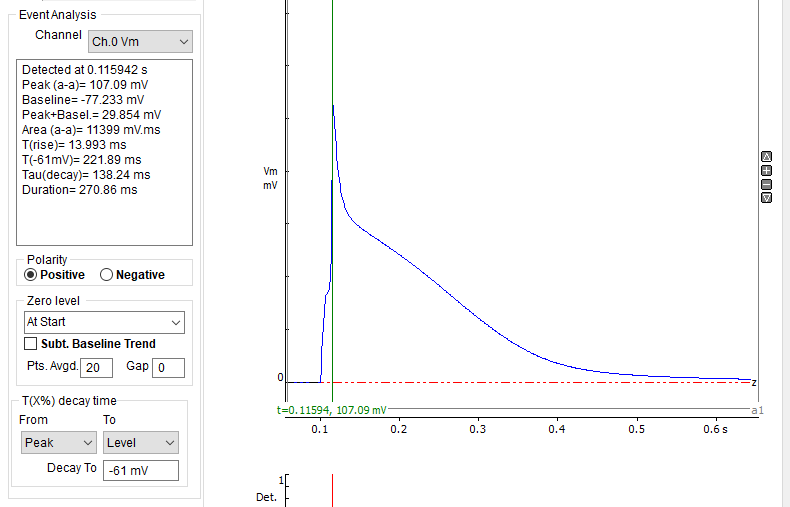 Event Analysis
Channel
Ch.0 Vm
Detected at 0.115942 s
Peak (a-a)= 107.09 mV
Baseline= -77.233 mV
Peak+Basel.= 29.854 mV
Area (a-a)= 11399 mV.ms
T(rise)= 13.993 ms
T(-61mV)= 221.89 ms
Tau(decay)= 138.24 ms
Duration= 270.86 ms
Polarity
Positive Negative
Zero level
At Start
Subt. Baseline Trend
Pts. Avgd. 20 Gap 0
T(X%) decay time
From To
Peak Level
Decay To -61 mV
Vm
mV
0
z
t=0.11594, 107.09 mV
a1
0.1 0.2 0.3 0.4 0.5 0.6 s
1
Det.